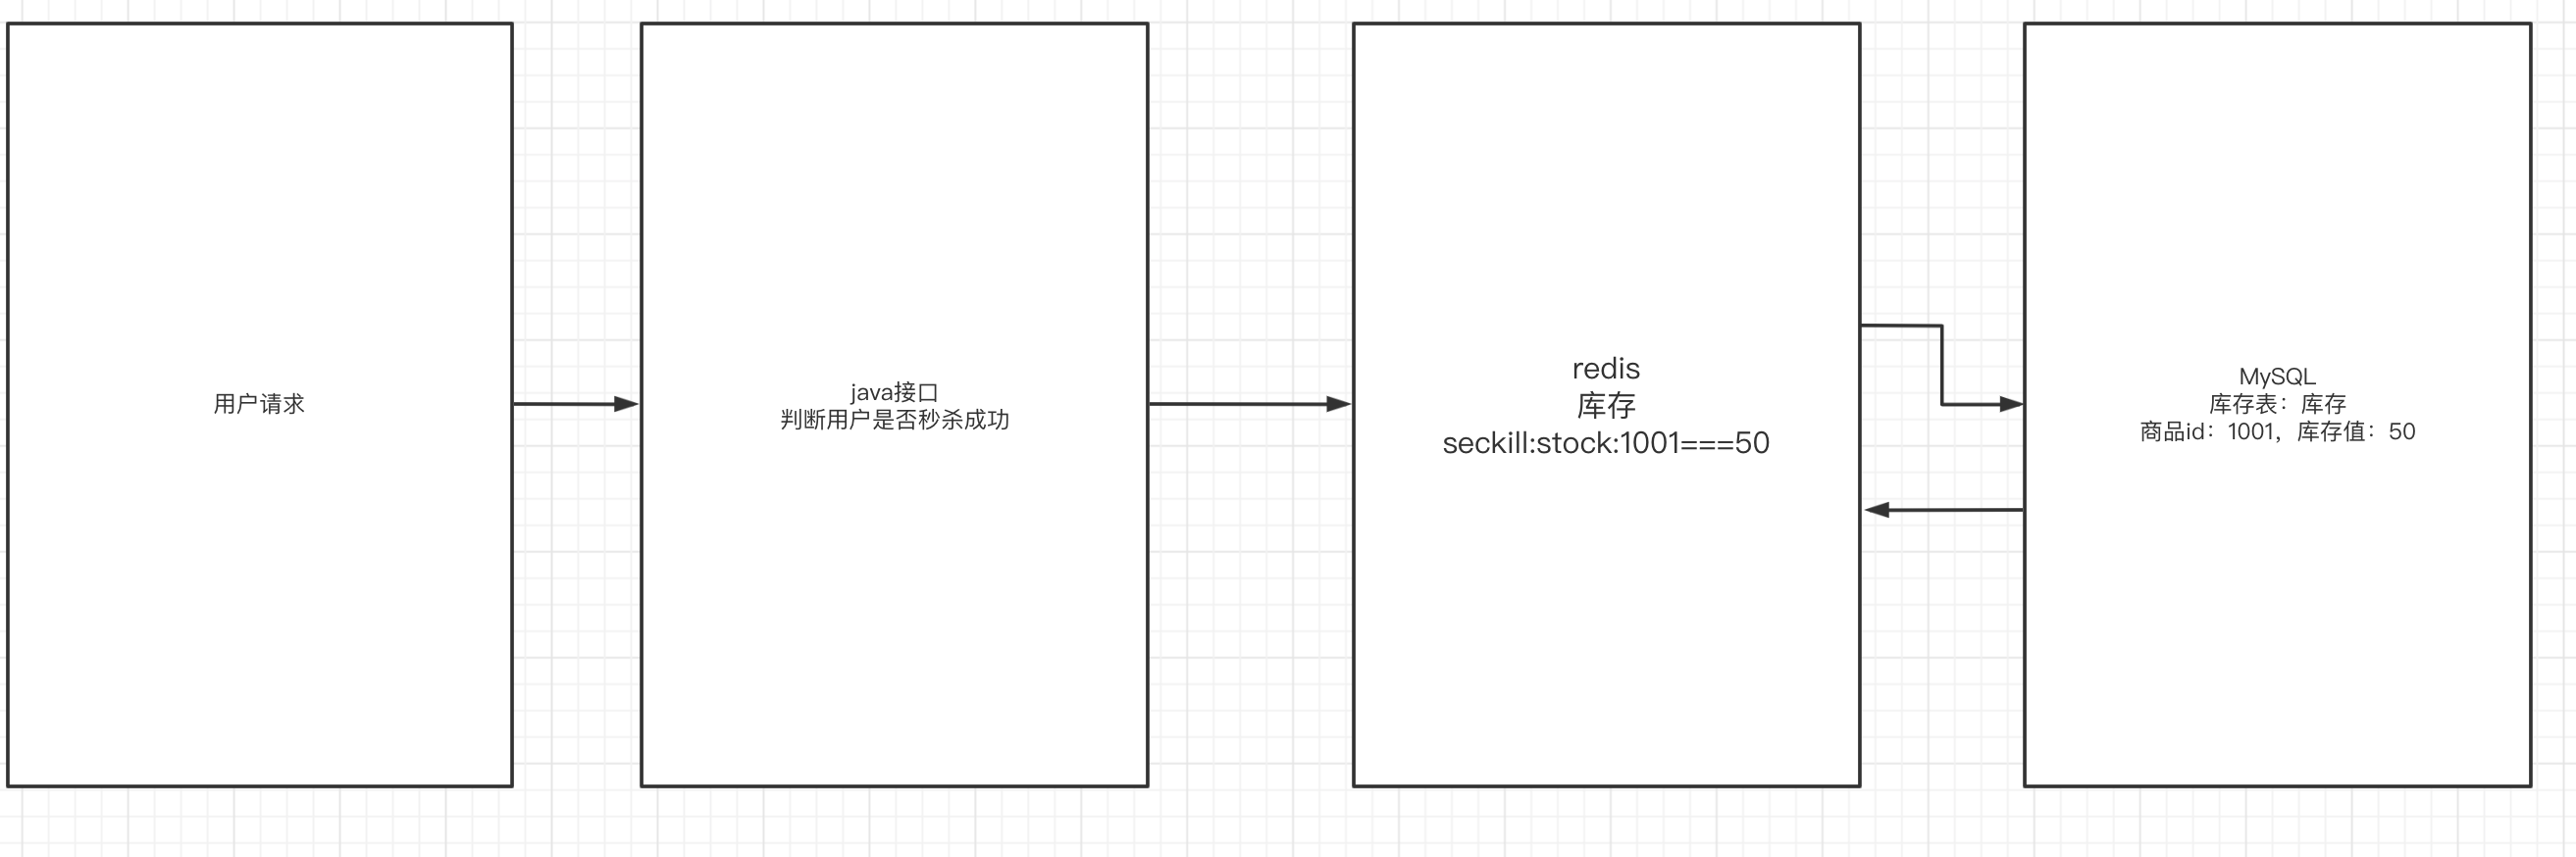 用户请求
java接口
判断用户是否秒杀成功
redis
库存
seckill:stock:1001===50
MySQL
库存表：库存
商品id：1001，库存值：50